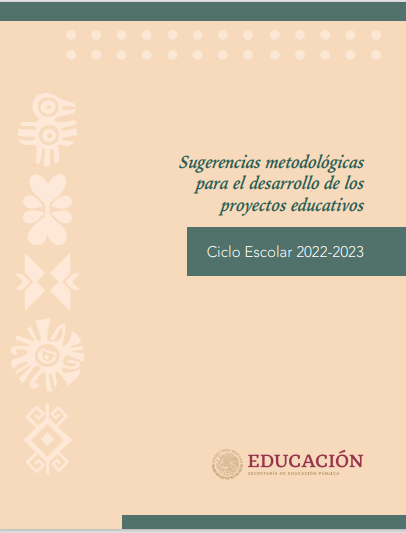 Sugerencias metodológicas
para el desarrollo de los
proyectos educativos
Ciclo Escolar 2022-2023
EDUCACIÓN
SECRETARÍA DE EDUCACIÓN PÚBLICA